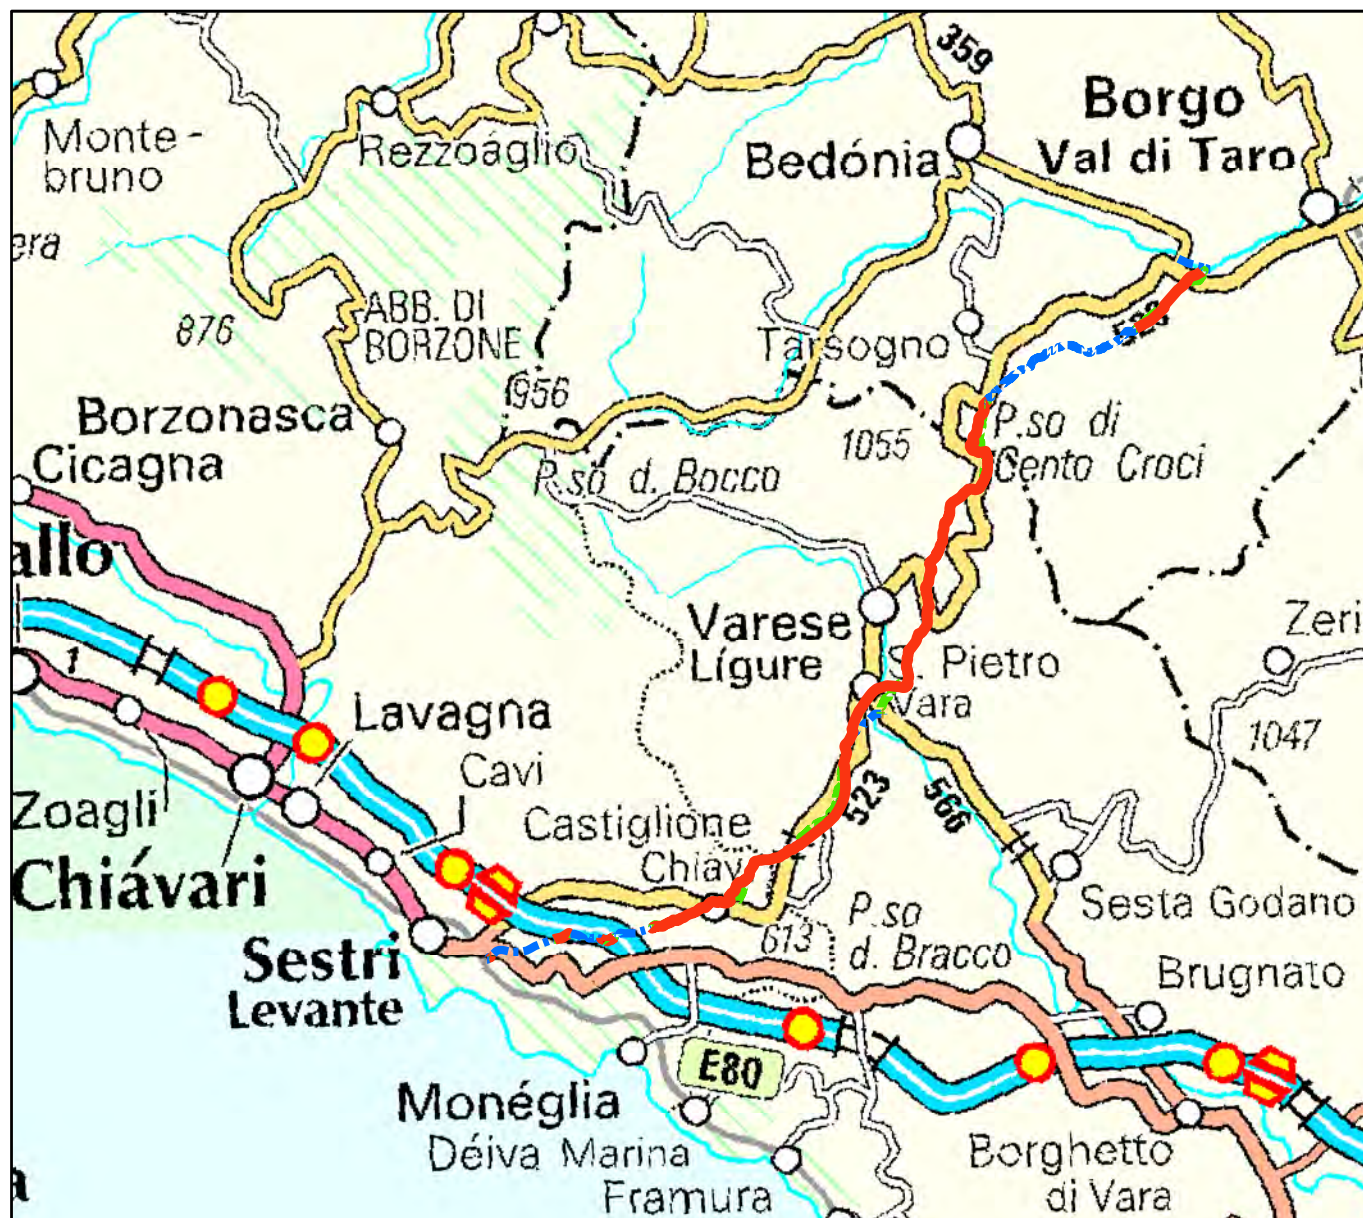 359
Borgo
Val di Taro
Monte-
bruno
Rezzoáglio
Bedónia
era
876
ABB. DI
BORZONE
Tarsogno
956
Borzonasca
Cicagna
1055
P.so di
Cento Croci
P.so d. Bocco
allo
Varese
Lígure
S. Pietro
Vara
Zeri
1
Lavagna
Cavi
1047
Zoagli
523
566
Castiglione
Chiáv.
Chiávari
Sesta Godano
613
P.so
d. Bracco
Sestri
Levante
Brugnato
E80
Monéglia
Déiva Marina
Framura
Borghetto
di Vara
a